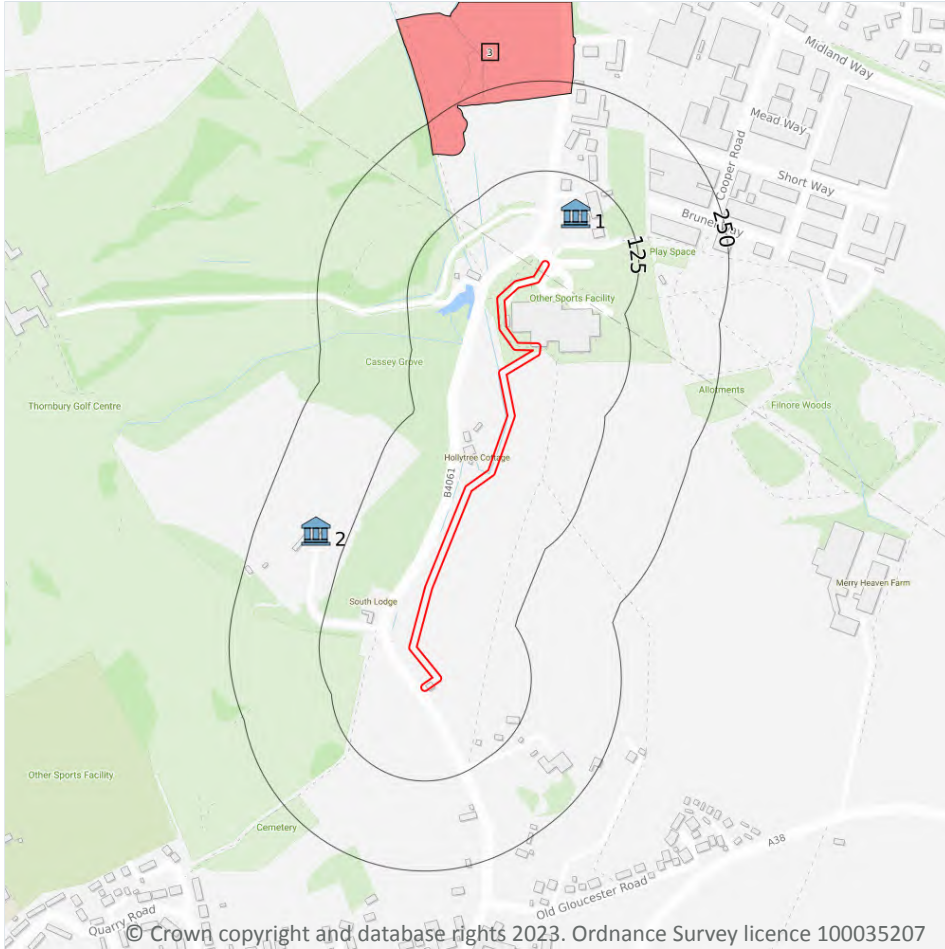 3
Midland Way
Mead Way
Cooper Road
Short Way
Brunel Way
250
1
125
Play Space
Other Sports Facility
Cassey Grove
Thornbury Golf Centre
Allotments
Filnore Woods
Hollytree Cottage
B4061
2
Merry Heaven Farm
South Lodge
Other Sports Facility
Cemetery
A38
Old Gloucester Road
Quarry Road
© Crown copyright and database rights 2023. Ordnance Survey licence 100035207